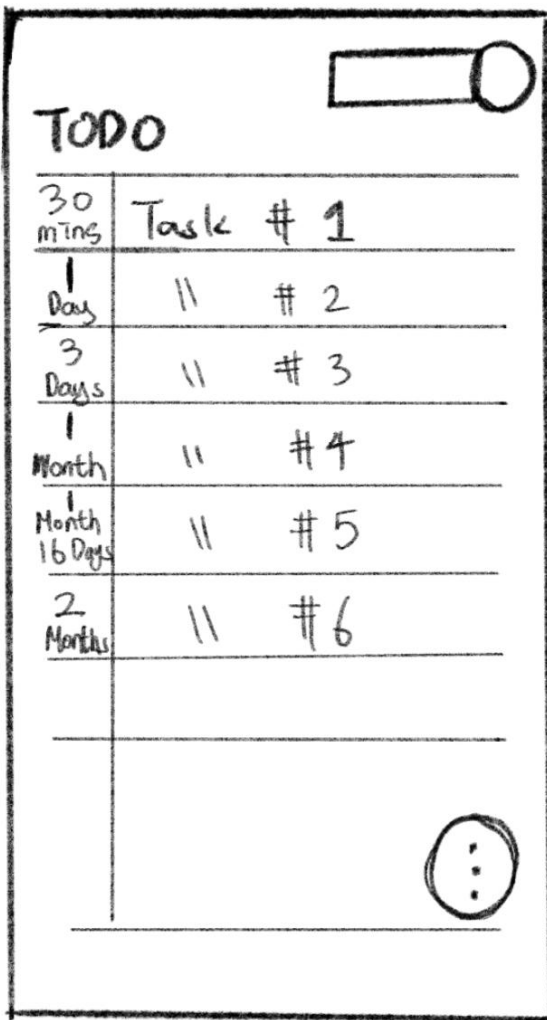 TODO
30
mins
Task # 1
1
Day
" # 2
3
Days
" # 3
1
Month
" # 4
1
Month
16 Days
" # 5
2
Months
" # 6